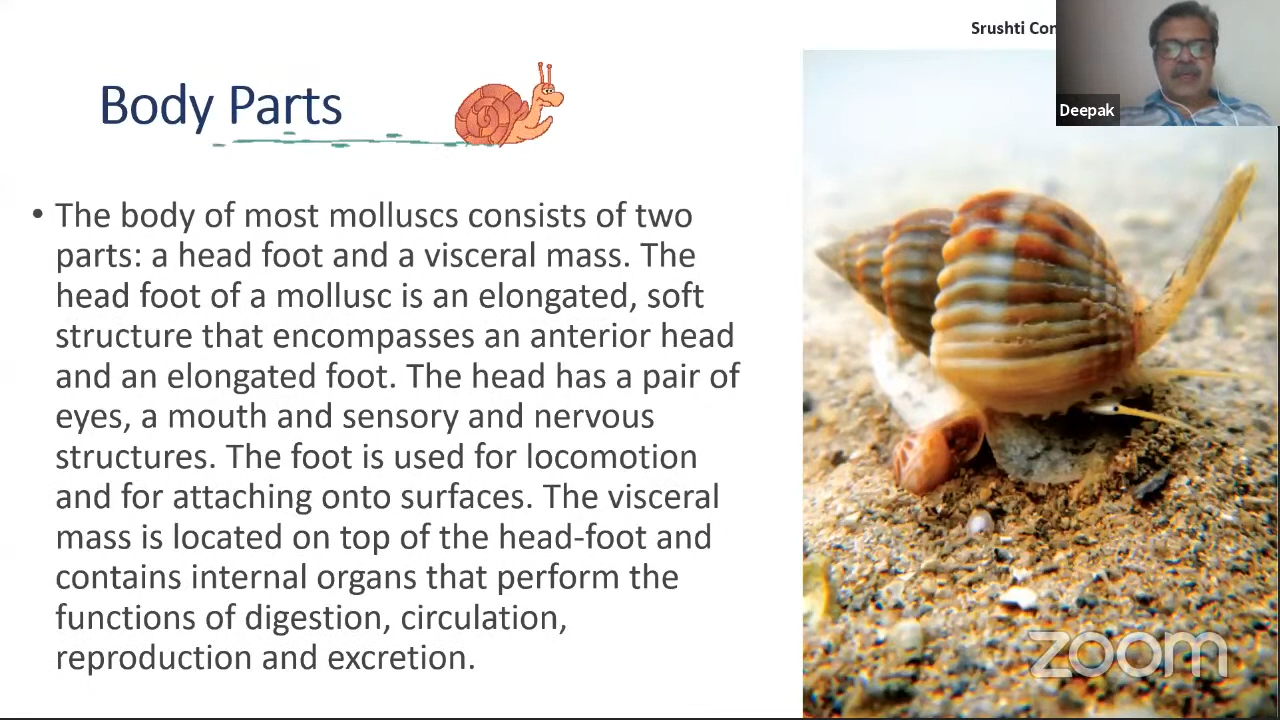 Srushti
Deepak
Body Parts
• The body of most molluscs consists of two
parts: a head foot and a visceral mass. The
head foot of a mollusc is an elongated, soft
structure that encompasses an anterior head
and an elongated foot. The head has a pair of
eyes, a mouth and sensory and nervous
structures. The foot is used for locomotion
and for attaching onto surfaces. The visceral
mass is located on top of the head-foot and
contains internal organs that perform the
functions of digestion, circulation,
reproduction and excretion.
zoom